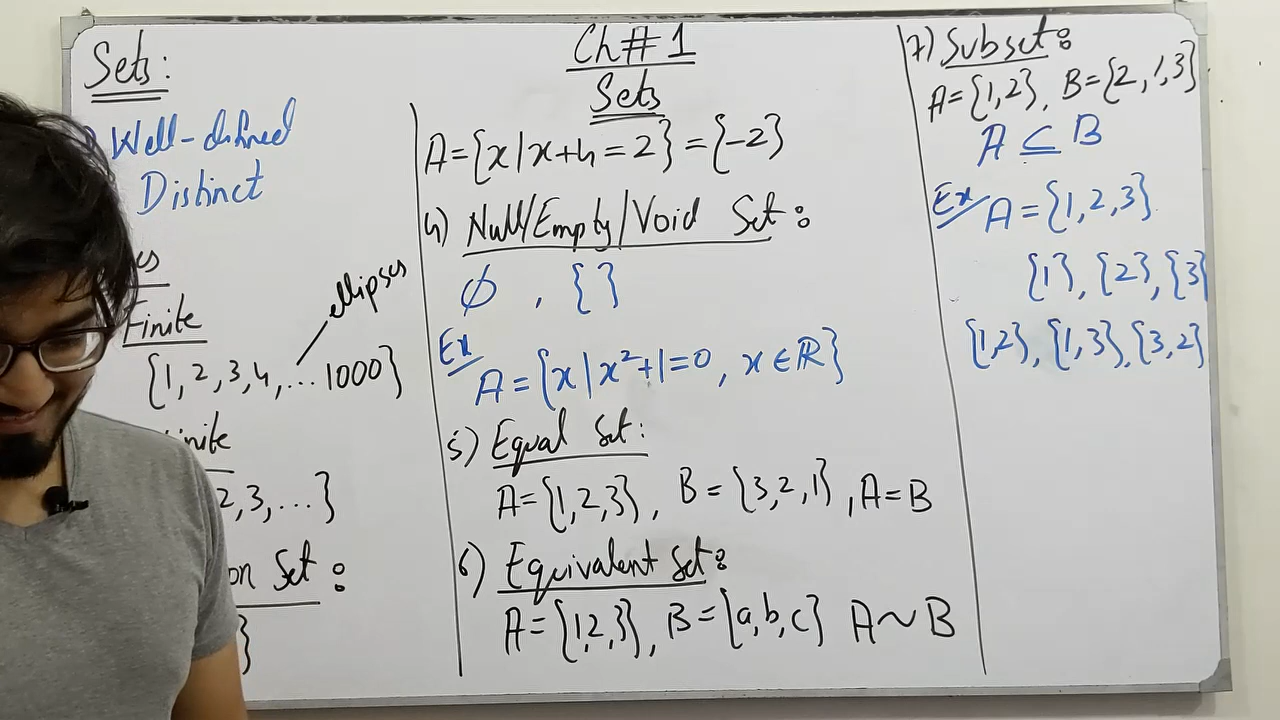 Ch#1
Sets
Sets:
Well-defined
Distinct
Finite
{1, 2, 3, 4, ... 1000}
ellipses
2, 3, ... }
Set :
}
A={x|x+4=2}={-2}
4) Null/Empty/Void Set:
∅ , { }
Ex
A={x|x²+1=0, x∈ℝ}
5) Equal Set:
A={1,2,3}, B={3,2,1}, A=B
6) Equivalent Set:
A={1,2,3}, B={a,b,c} A~B
7) Subset:
A={1,2}, B={2,1,3}
A ⊆ B
Ex A={1,2,3}
{1}, {2}, {3}
{1,2}, {1,3}, {3,2}